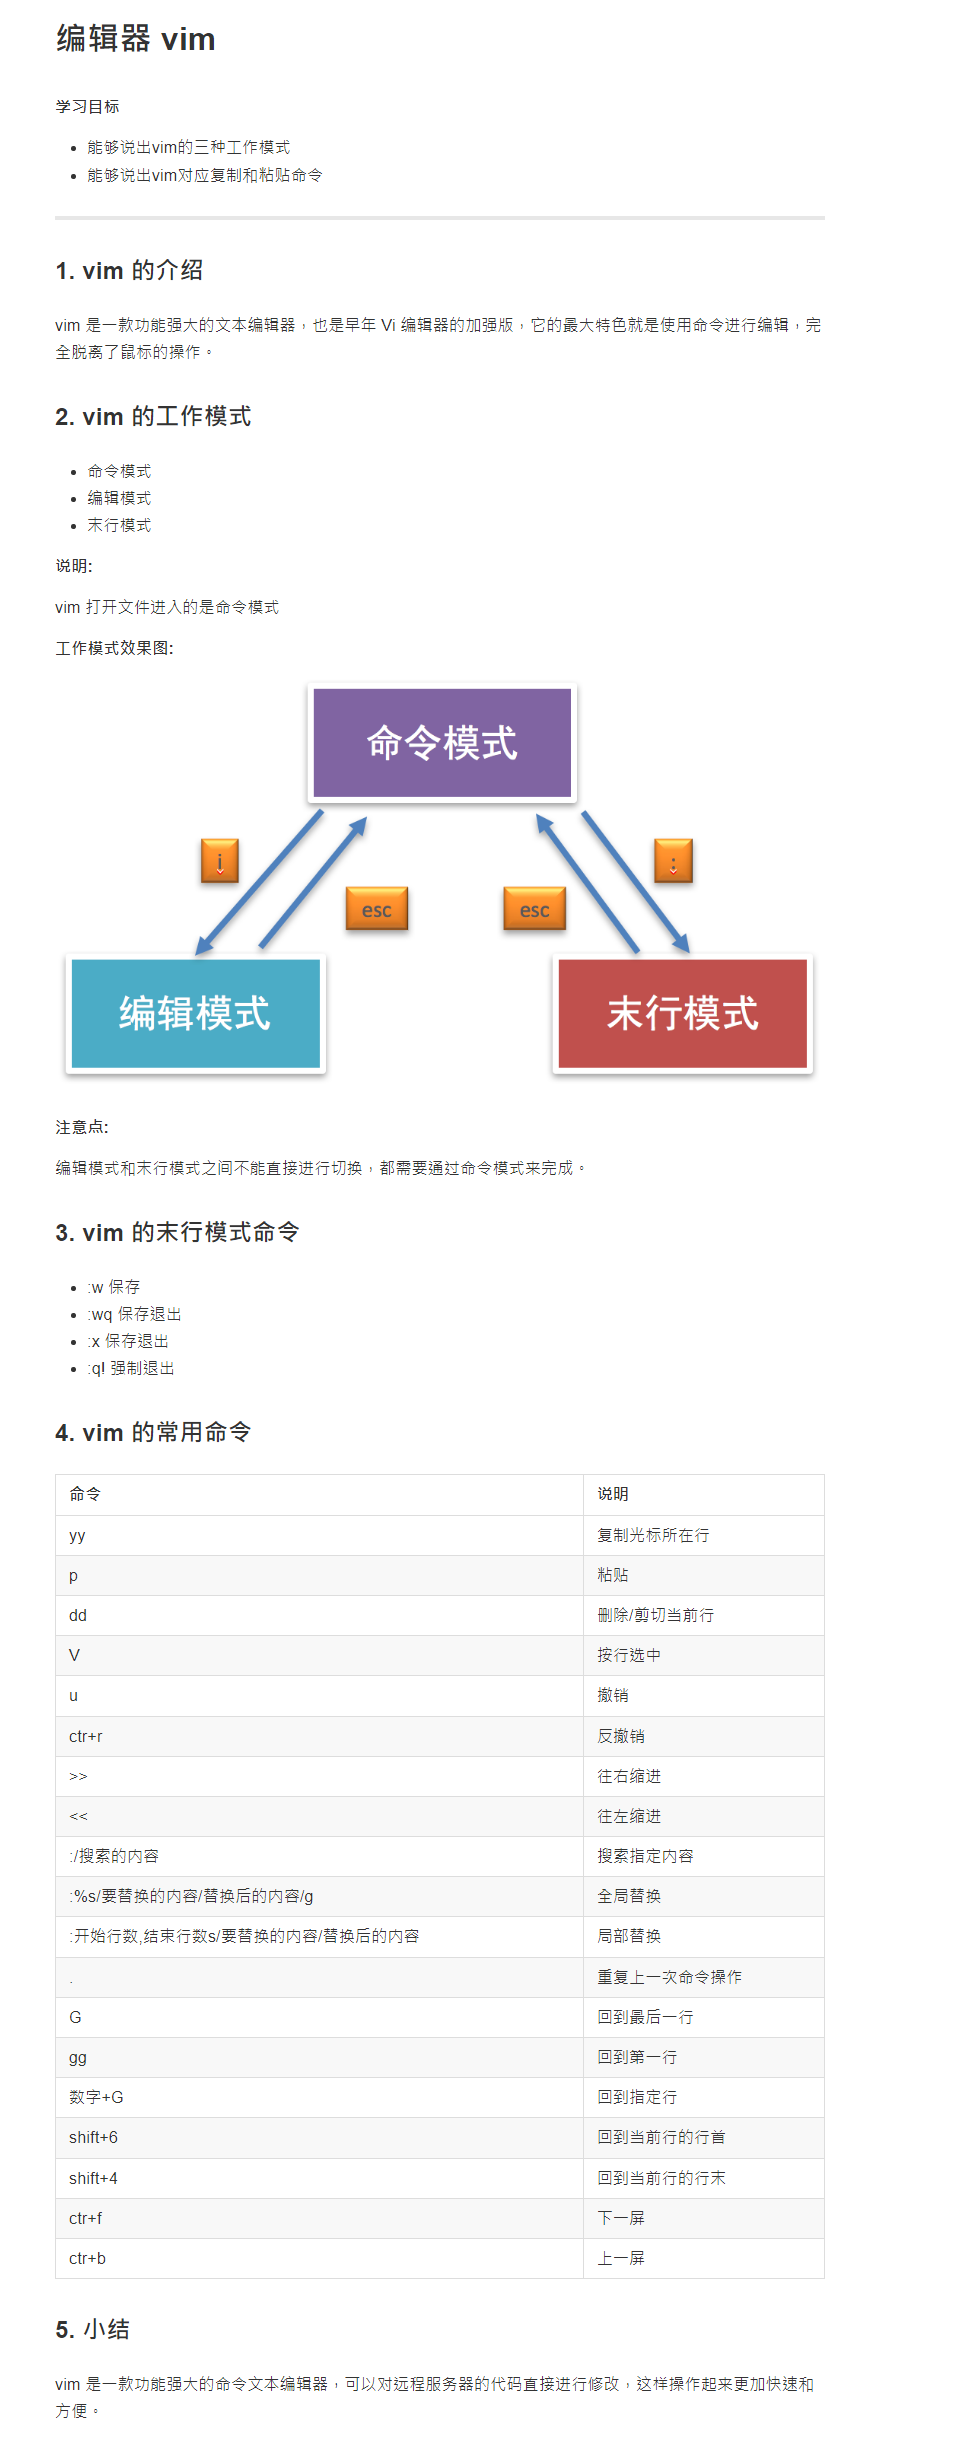 编辑器 vim
学习目标
能够说出vim的三种工作模式
能够说出vim对应复制和粘贴命令
1. vim 的介绍
vim 是一款功能强大的文本编辑器，也是早年 Vi 编辑器的加强版，它的最大特色就是使用命令进行编辑，完
全脱离了鼠标的操作。
2. vim 的工作模式
命令模式
编辑模式
末行模式
说明:
vim 打开文件进入的是命令模式
工作模式效果图:
命令模式
i
:
esc
esc
编辑模式
末行模式
注意点:
编辑模式和末行模式之间不能直接进行切换，都需要通过命令模式来完成。
3. vim 的末行模式命令
:w 保存
:wq 保存退出
:x 保存退出
:q! 强制退出
4. vim 的常用命令
命令 说明
yy 复制光标所在行
p 粘贴
dd 删除/剪切当前行
V 按行选中
u 撤销
ctr+r 反撤销
>> 往右缩进
<< 往左缩进
:/搜索的内容 搜索指定内容
:%s/要替换的内容/替换后的内容/g 全局替换
:开始行数,结束行数s/要替换的内容/替换后的内容 局部替换
. 重复上一次命令操作
G 回到最后一行
gg 回到第一行
数字+G 回到指定行
shift+6 回到当前行的行首
shift+4 回到当前行的行末
ctr+f 下一屏
ctr+b 上一屏
5. 小结
vim 是一款功能强大的命令文本编辑器，可以对远程服务器的代码直接进行修改，这样操作起来更加快速和
方便。